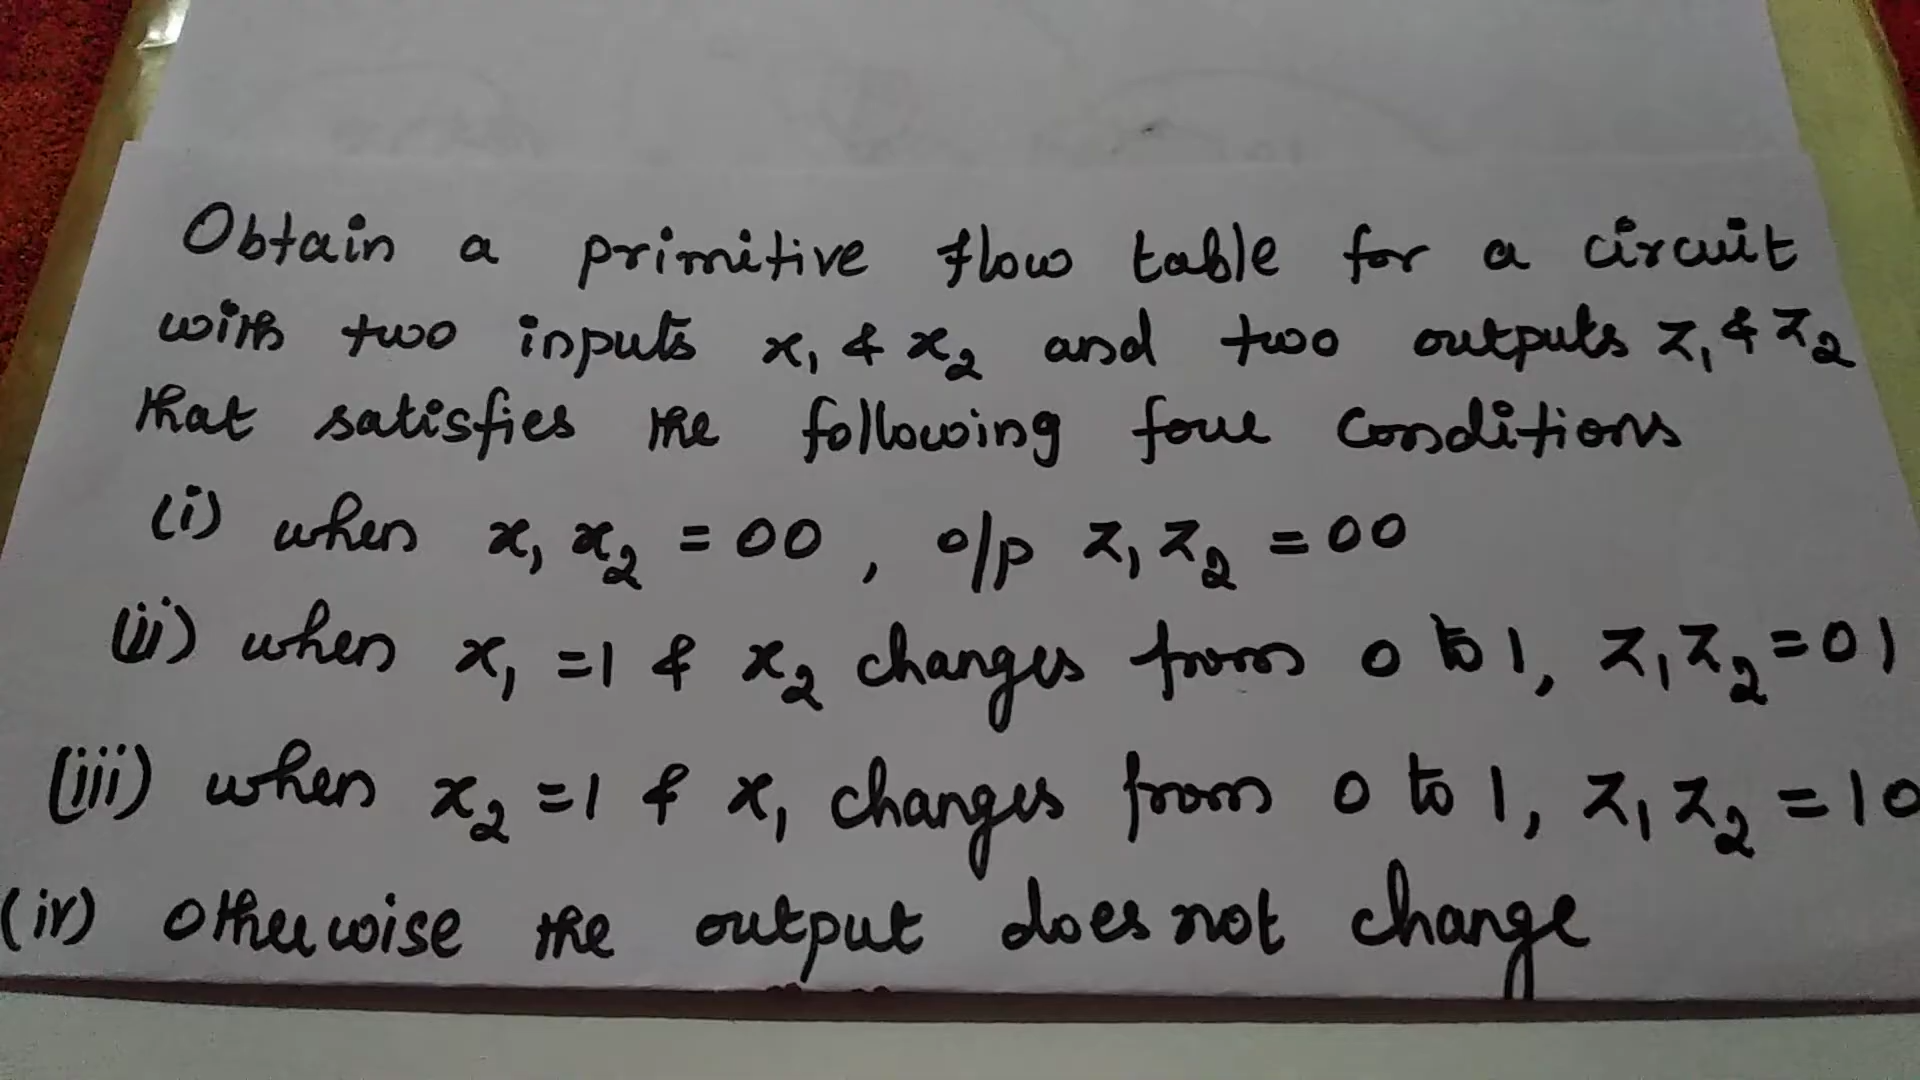 Obtain a primitive flow table for a circuit
with two inputs x₁ & x₂ and two outputs z₁ & z₂
that satisfies the following four conditions
(i) when x₁ x₂ = 00, o/p z₁ z₂ = 00
(ii) when x₁ = 1 & x₂ changes from 0 to 1, z₁ z₂ = 01
(iii) when x₂ = 1 & x₁ changes from 0 to 1, z₁ z₂ = 10
(iv) otherwise the output does not change